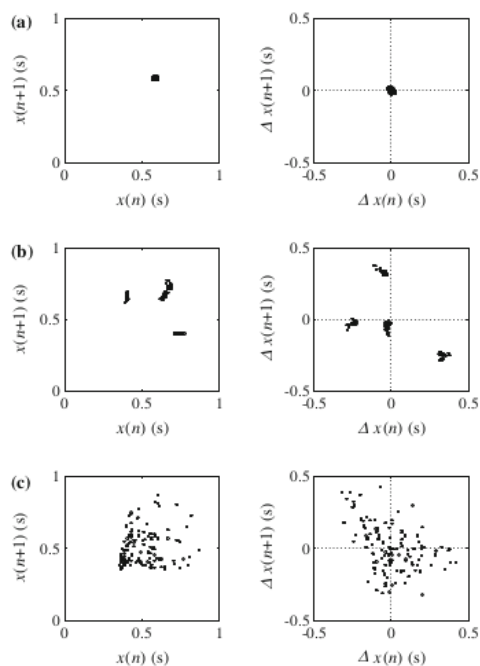 (a)
x(n+1) (s)
1
0.5
0
0 0.5 1
x(n) (s)
Δ x(n+1) (s)
0.5
0
-0.5
-0.5 0 0.5
Δ x(n) (s)
(b)
x(n+1) (s)
1
0.5
0
0 0.5 1
x(n) (s)
Δ x(n+1) (s)
0.5
0
-0.5
-0.5 0 0.5
Δ x(n) (s)
(c)
x(n+1) (s)
1
0.5
0
0 0.5 1
x(n) (s)
Δ x(n+1) (s)
0.5
0
-0.5
-0.5 0 0.5
Δ x(n) (s)